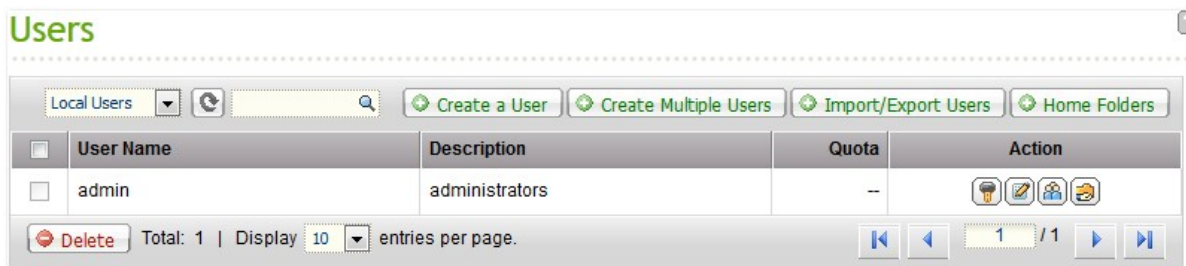 Users
Local Users Create a User Create Multiple Users Import/Export Users Home Folders
User Name Description Quota Action
admin administrators --
Delete Total: 1 | Display 10 entries per page. 1 / 1